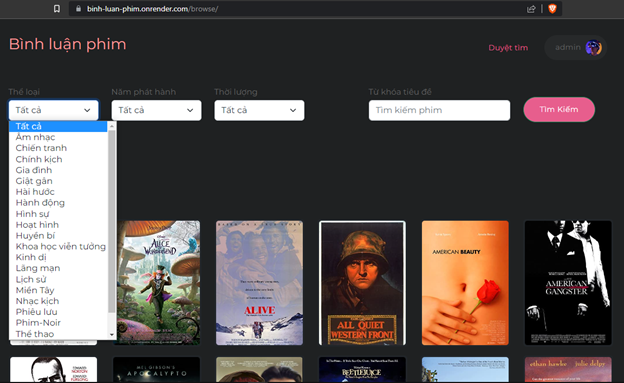 binh-luan-phim.onrender.com/browse/
Bình luận phim
Duyệt tìm
admin
Thể loại
Năm phát hành
Thời lượng
Từ khóa tiêu đề
Tất cả
Tất cả
Tất cả
Tìm kiếm phim
Tìm Kiếm
Tất cả
Âm nhạc
Chiến tranh
Chính kịch
Gia đình
Giật gân
Hài hước
Hành động
Hình sự
Hoạt hình
Huyền bí
Khoa học viễn tưởng
Kinh dị
Lãng mạn
Lịch sử
Miền Tây
Nhạc kịch
Phiêu lưu
Phim-Noir
Thể thao
ALICE
WONDERLAND
ALIVE
ALL QUIET
WESTERN FRONT
AMERICAN BEAUTY
AMERICAN
GANGSTER
EDWARD
NORTON
EDWARD
FURLONG
MEL GIBSON'S
APOCALYPTO
BEETLEJUICE
ethan hawke
julie delpy